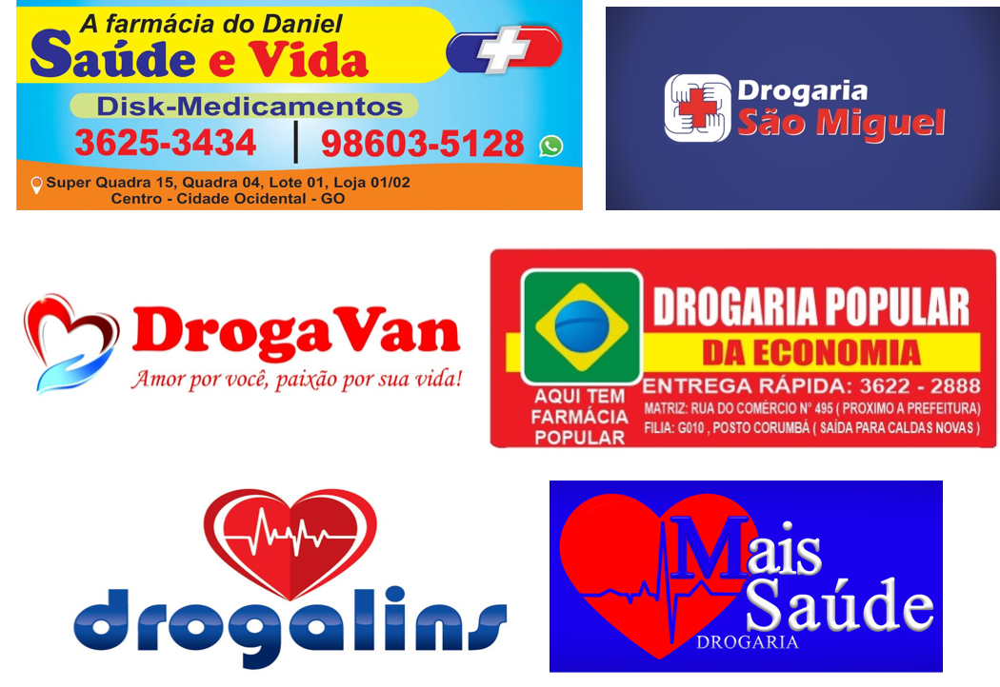 A farmácia do Daniel
Saúde e Vida
Disk-Medicamentos
3625-3434 | 98603-5128
Super Quadra 15, Quadra 04, Lote 01, Loja 01/02
Centro - Cidade Ocidental - GO
Drogaria
São Miguel
DrogaVan
Amor por você, paixão por sua vida!
DROGARIA POPULAR
DA ECONOMIA
AQUI TEM
FARMÁCIA
POPULAR
ENTREGA RÁPIDA: 3622 - 2888
MATRIZ: RUA DO COMÉRCIO N° 495 ( PROXIMO A PREFEITURA)
FILIA: G010 , POSTO CORUMBÁ ( SAÍDA PARA CALDAS NOVAS )
drogalins
Mais
Saúde
DROGARIA